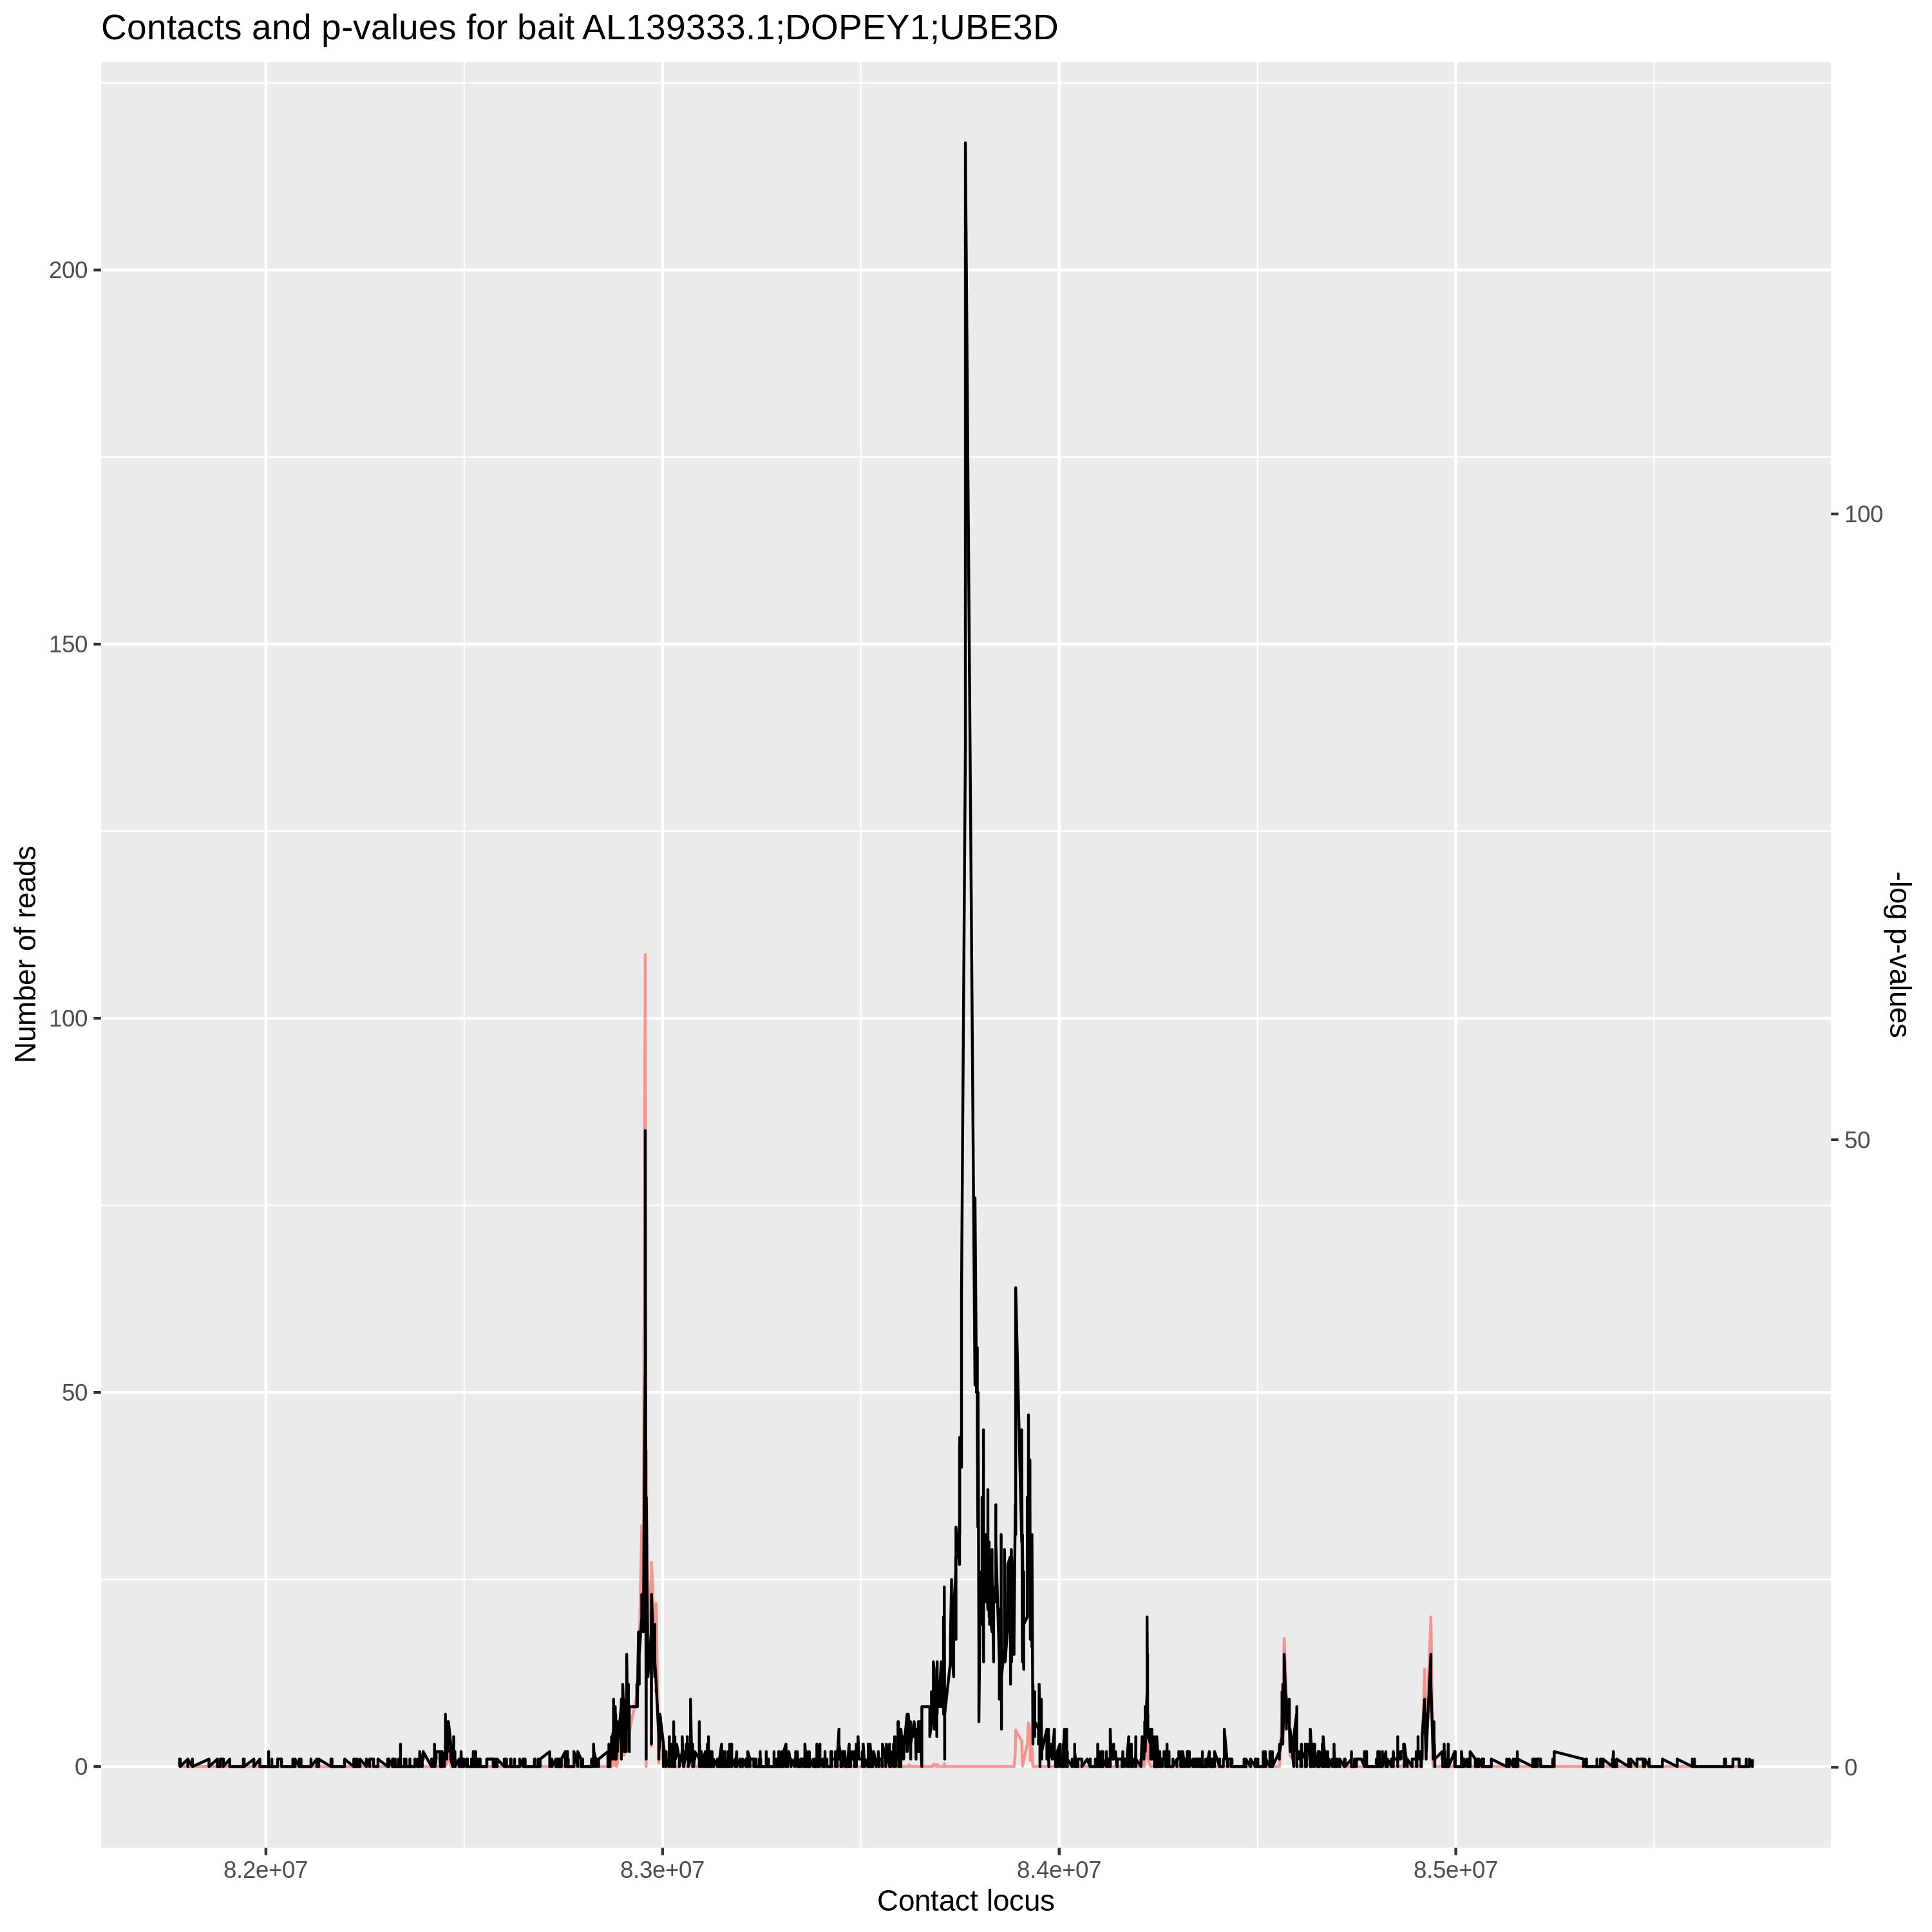 Contacts and p-values for bait AL139333.1;DOPEY1;UBE3D
200
150
100
50
0
Number of reads
100
50
0
-log p-values
8.2e+07 8.3e+07 8.4e+07 8.5e+07
Contact locus